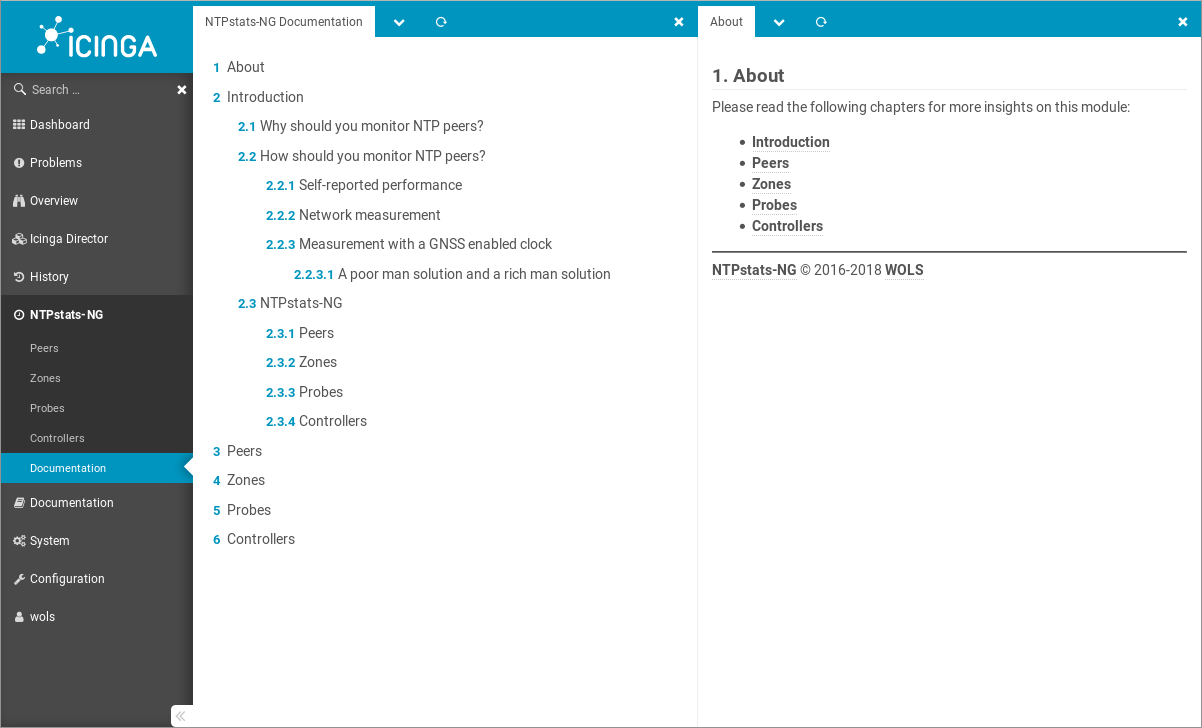 ICINGA
Search ...
Dashboard
Problems
Overview
Icinga Director
History
NTPstats-NG
Peers
Zones
Probes
Controllers
Documentation
Documentation
System
Configuration
wols
NTPstats-NG Documentation
1 About
2 Introduction
2.1 Why should you monitor NTP peers?
2.2 How should you monitor NTP peers?
2.2.1 Self-reported performance
2.2.2 Network measurement
2.2.3 Measurement with a GNSS enabled clock
2.2.3.1 A poor man solution and a rich man solution
2.3 NTPstats-NG
2.3.1 Peers
2.3.2 Zones
2.3.3 Probes
2.3.4 Controllers
3 Peers
4 Zones
5 Probes
6 Controllers
About
1. About
Please read the following chapters for more insights on this module:
• Introduction
• Peers
• Zones
• Probes
• Controllers
NTPstats-NG © 2016-2018 WOLS